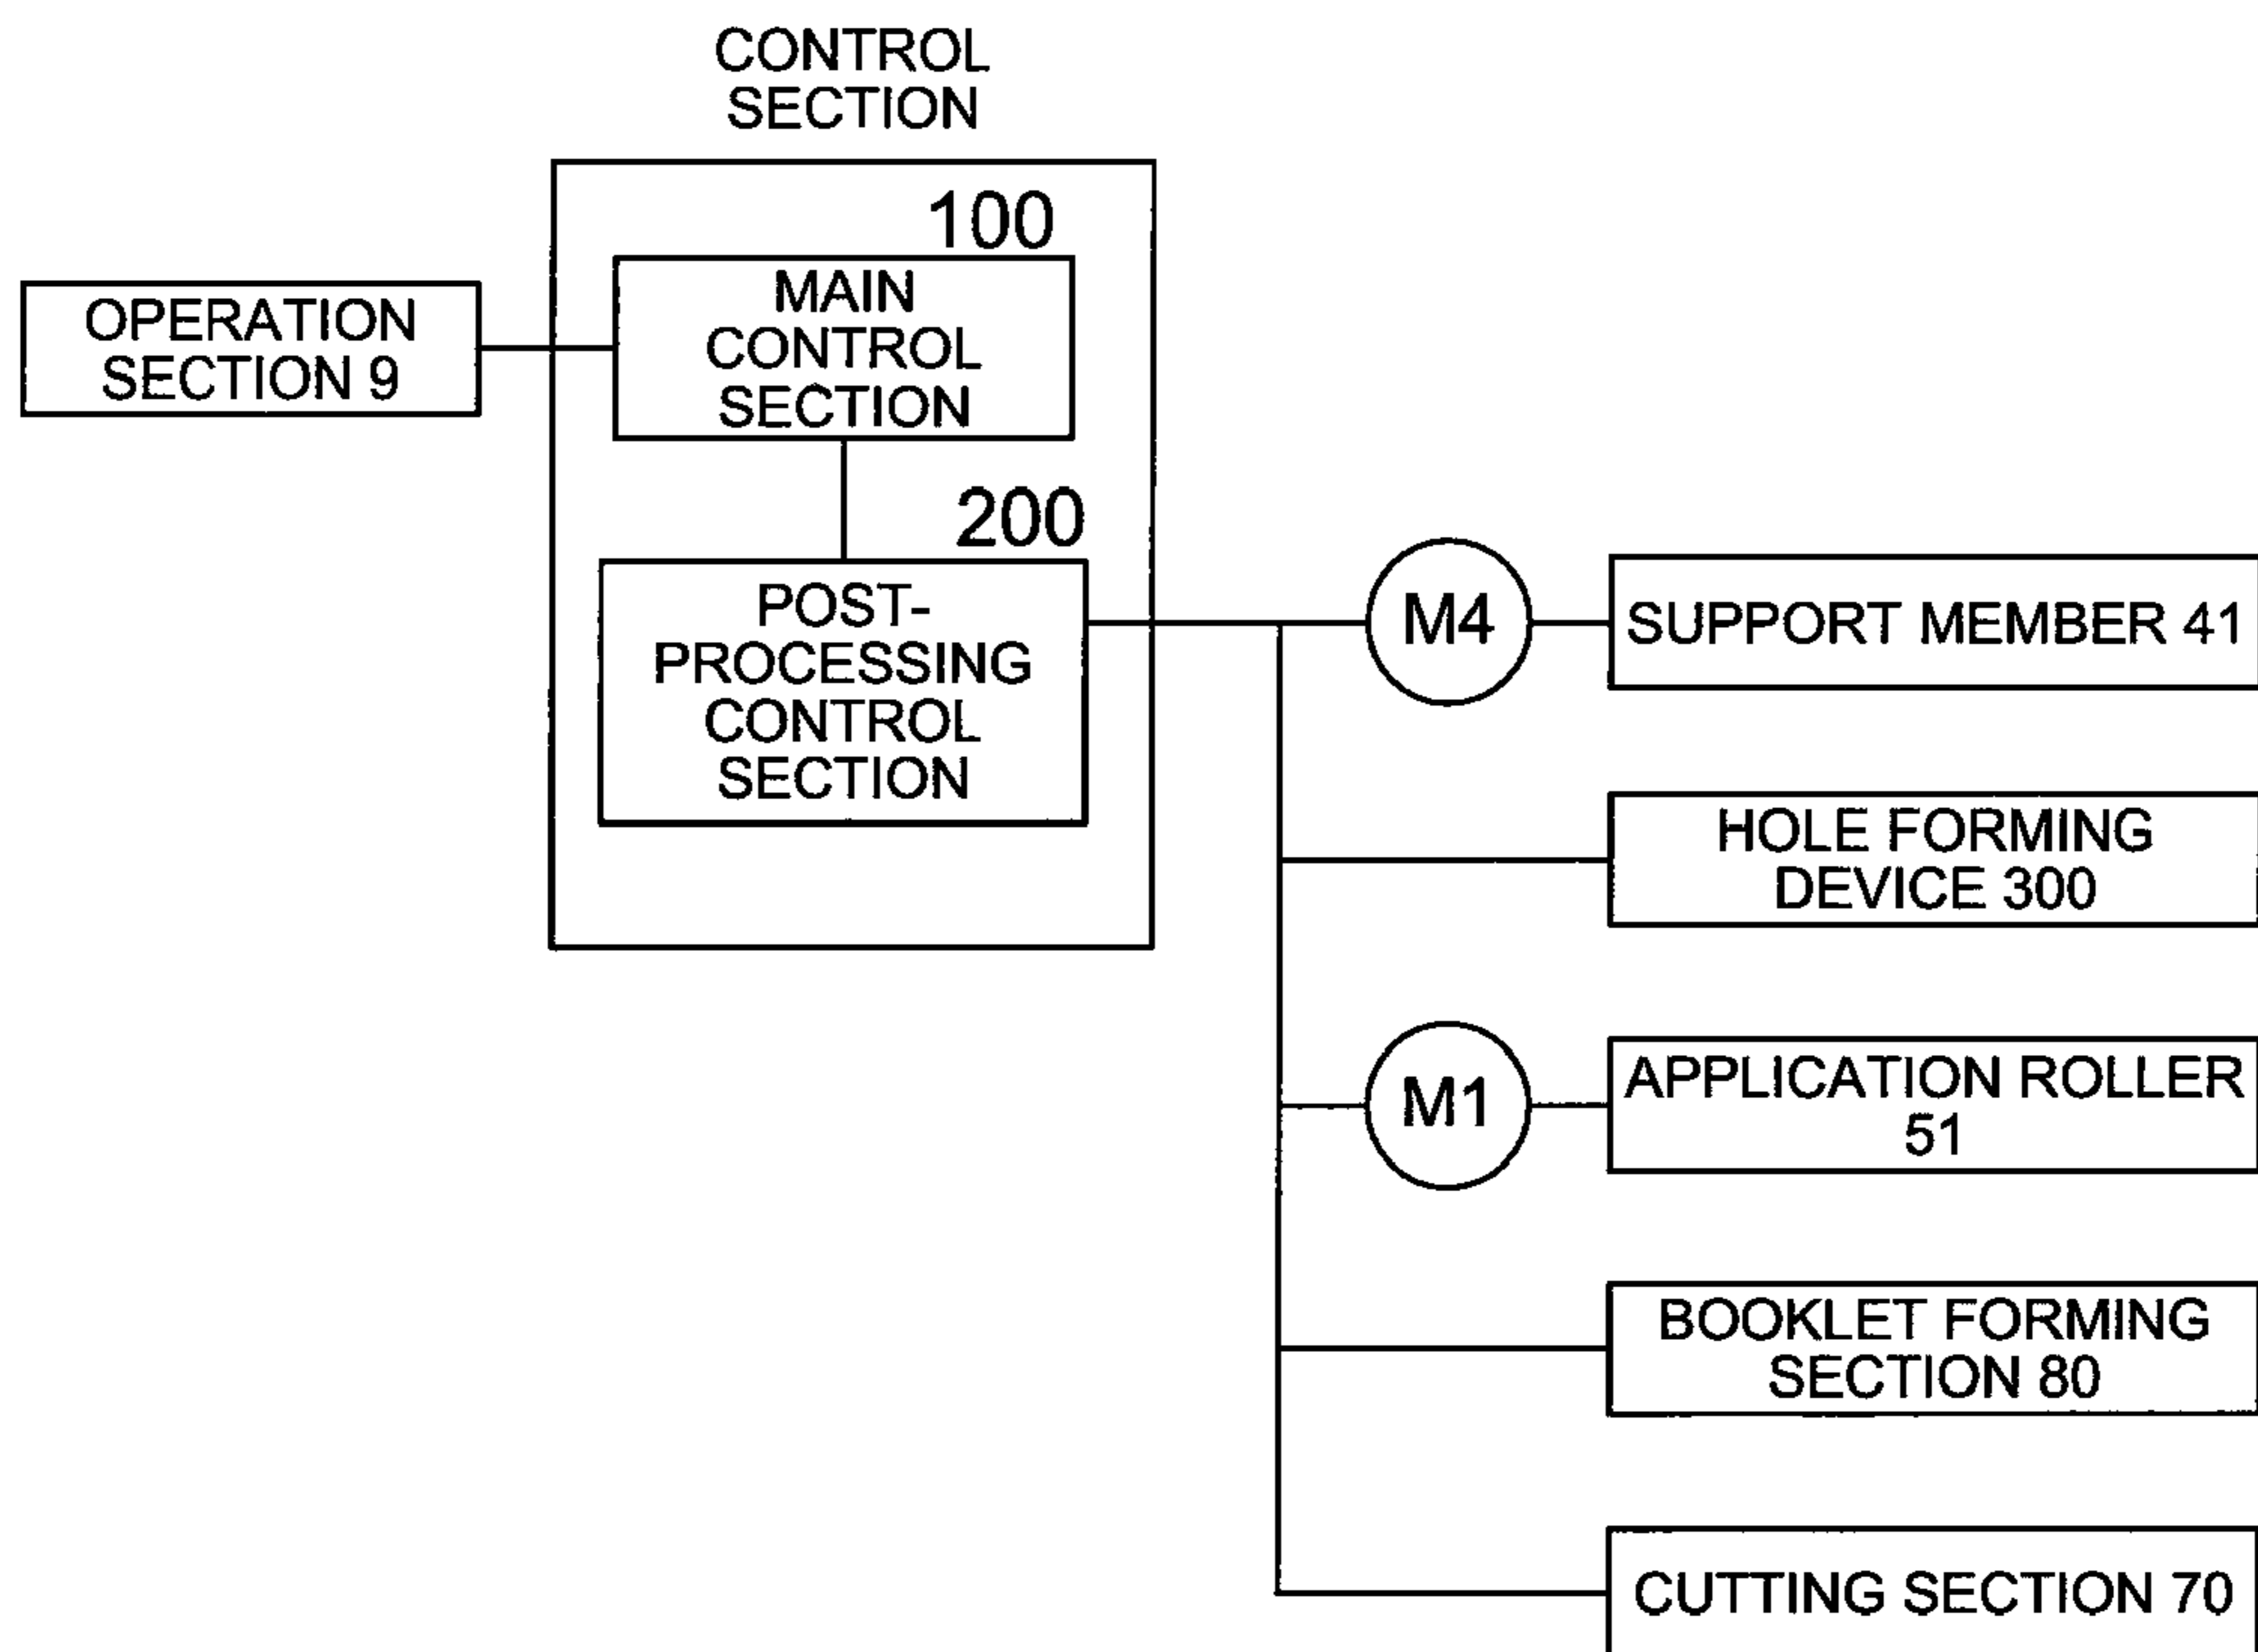 CONTROL
SECTION
100
MAIN
CONTROL
SECTION
OPERATION
SECTION 9
200
POST-
PROCESSING
CONTROL
SECTION
M4
SUPPORT MEMBER 41
HOLE FORMING
DEVICE 300
M1
APPLICATION ROLLER
51
BOOKLET FORMING
SECTION 80
CUTTING SECTION 70